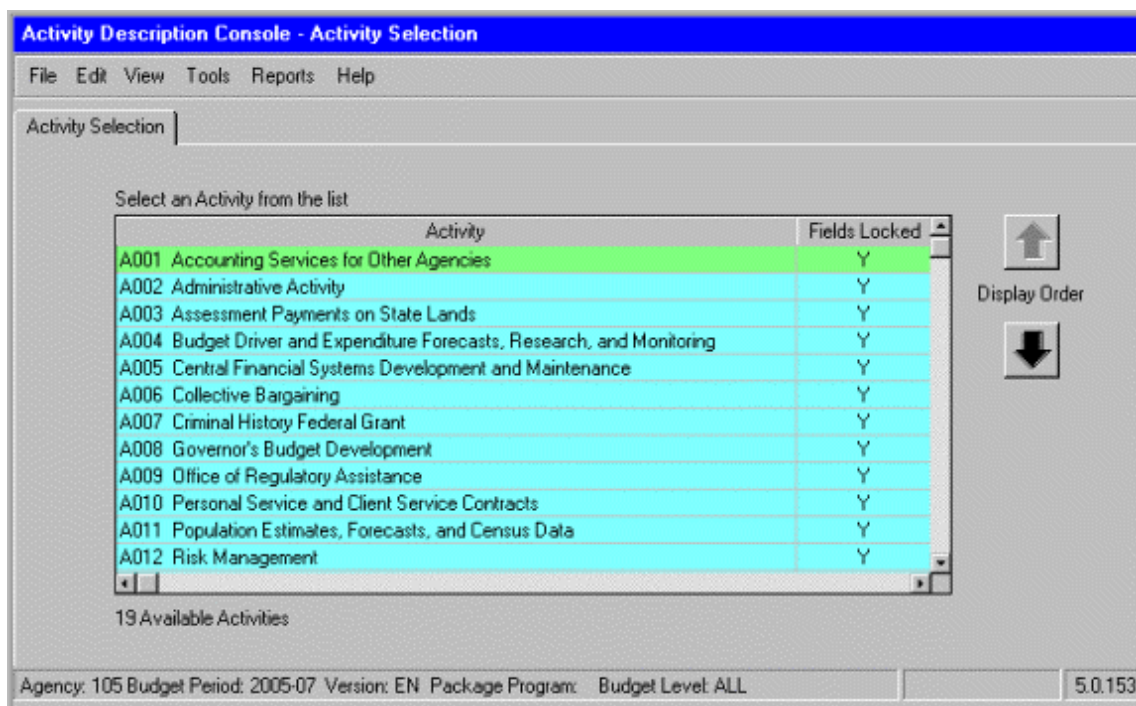 Activity Description Console - Activity Selection
File Edit View Tools Reports Help
Activity Selection
Select an Activity from the list
Activity Fields Locked
A001 Accounting Services for Other Agencies Y
A002 Administrative Activity Y
A003 Assessment Payments on State Lands Y
A004 Budget Driver and Expenditure Forecasts, Research, and Monitoring Y
A005 Central Financial Systems Development and Maintenance Y
A006 Collective Bargaining Y
A007 Criminal History Federal Grant Y
A008 Governor's Budget Development Y
A009 Office of Regulatory Assistance Y
A010 Personal Service and Client Service Contracts Y
A011 Population Estimates, Forecasts, and Census Data Y
A012 Risk Management Y
Display Order
19 Available Activities
Agency: 105 Budget Period: 2005-07 Version: EN Package Program: Budget Level: ALL 5.0.153